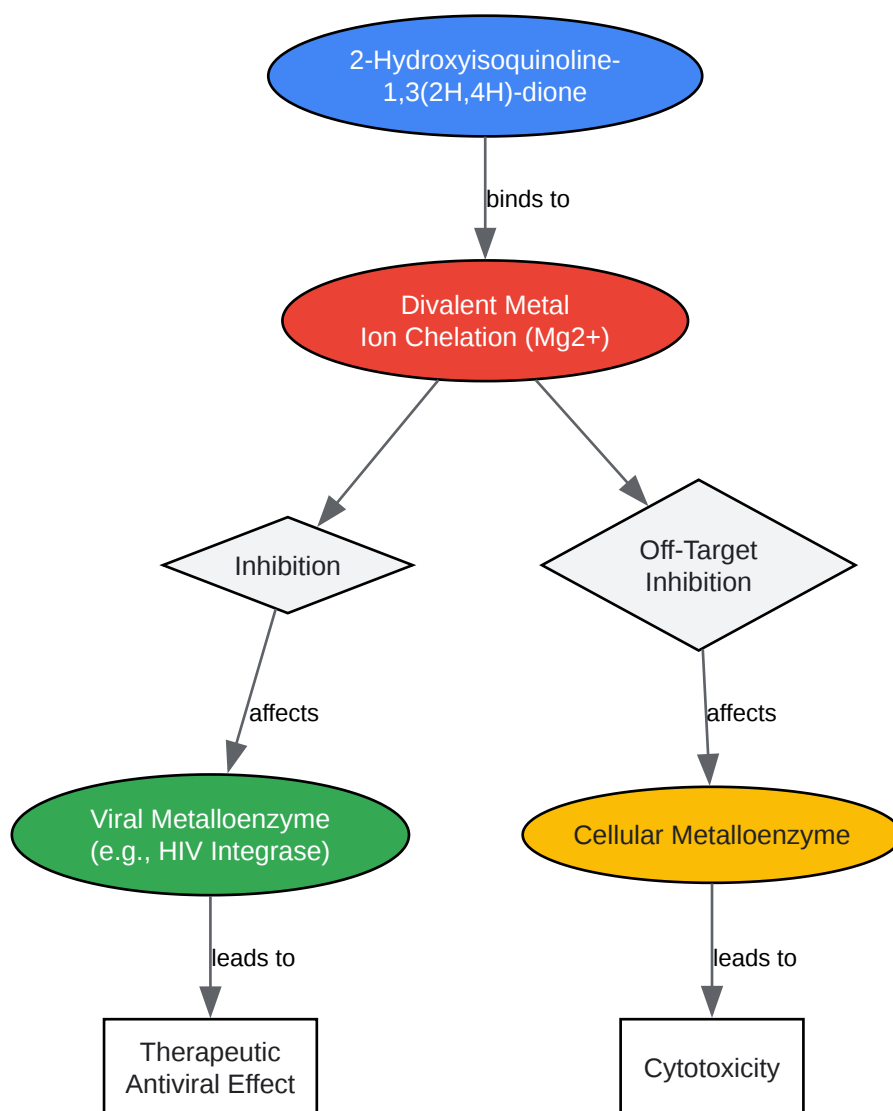 2-Hydroxyisoquinoline-
1,3(2H,4H)-dione
binds to
Divalent Metal
Ion Chelation (Mg2+)
Inhibition
Off-Target
Inhibition
affects
affects
Viral Metalloenzyme
(e.g., HIV Integrase)
Cellular Metalloenzyme
leads to
leads to
Therapeutic
Antiviral Effect
Cytotoxicity